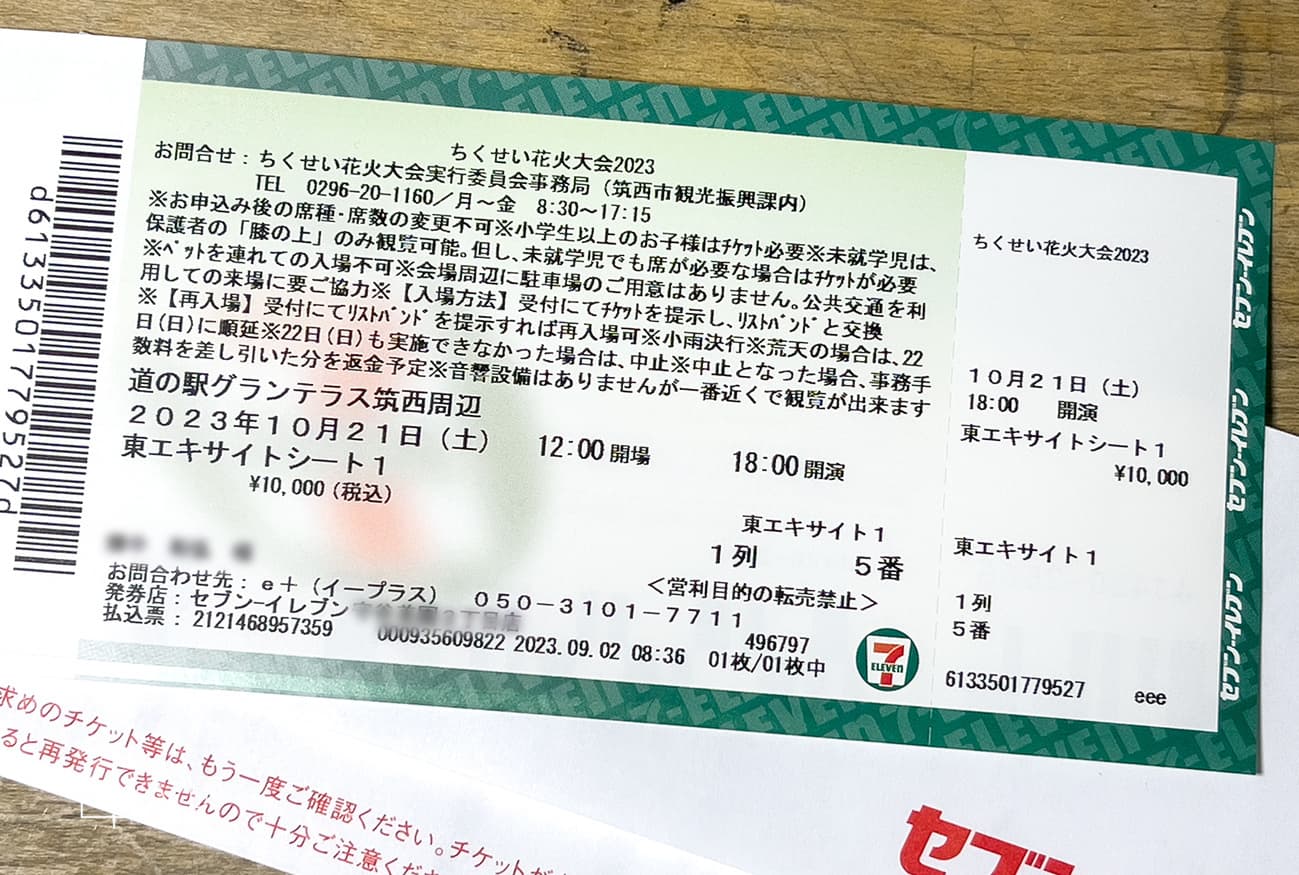 ちくせい花火大会2023
お問合せ：ちくせい花火大会実行委員会事務局（筑西市観光振興課内）
TEL 0296-20-1160／月～金 8:30～17:15
※お申込み後の席種・席数の変更不可※小学生以上のお子様はﾁｹｯﾄ必要※未就学児は、
保護者の「膝の上」のみ観覧可能。但し、未就学児でも席が必要な場合はﾁｹｯﾄが必要
※ﾍﾟｯﾄを連れての入場不可※会場周辺に駐車場のご用意はありません。公共交通を利
用しての来場に要ご協力※【入場方法】受付にてﾁｹｯﾄを提示し、ﾘｽﾄﾊﾞﾝﾄﾞと交換
※【再入場】受付にてﾘｽﾄﾊﾞﾝﾄﾞを提示すれば再入場可※小雨決行※荒天の場合は、22
日(日)に順延※22日(日)も実施できなかった場合は、中止※中止となった場合、事務手
数料を差し引いた分を返金予定※音響設備はありませんが一番近くで観覧が出来ます
道の駅グランテラス筑西周辺
２０２３年１０月２１日（土） 12:00開場 18:00開演
東エキサイトシート１
¥10,000（税込）
東エキサイト１
１列 ５番
＜営利目的の転売禁止＞
お問合わせ先：ｅ＋（イープラス） ０５０－３１０１－７７１１
発券店：セブン-イレブン
払込票：2121468957359 000935609822 2023.09.02 08:36 496797 01枚/01枚中
7 ELEVEN
ちくせい花火大会2023
１０月２１日（土）
18:00 開演
東エキサイトシート１
¥10,000
東エキサイト１
１列
５番
6133501779527 eee
d6133501779527d
7-ELEVEN
セブン-イレブン セブン-イレブン セブン-イレブン
求めのチケット等は、もう一度ご確認ください。チケットが
ると再発行できませんので十分ご注意くだ
セブン